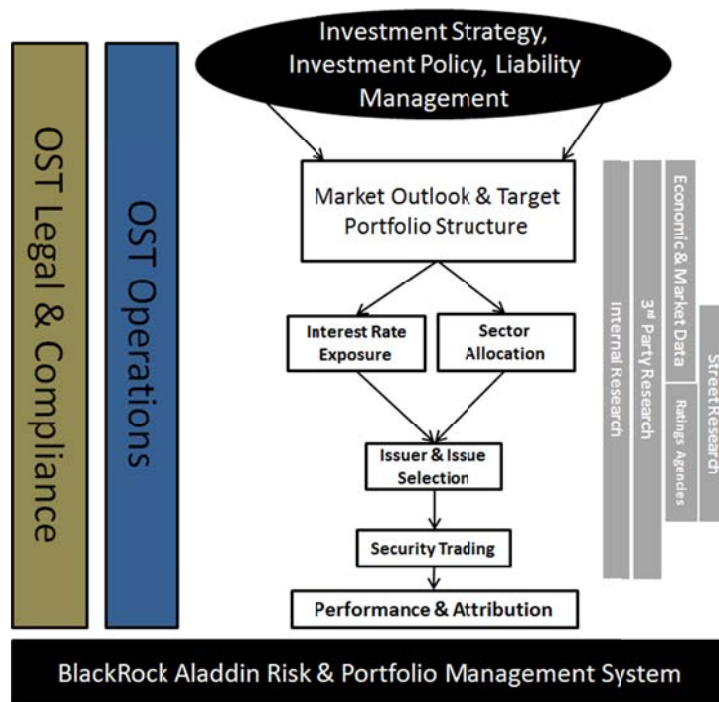 Investment Strategy,
Investment Policy, Liability
Management
OST Legal & Compliance
OST Operations
Market Outlook & Target
Portfolio Structure
Interest Rate
Exposure
Sector
Allocation
Issuer & Issue
Selection
Security Trading
Performance & Attribution
Internal Research
3rd Party Research
Economic & Market Data
Ratings Agencies
Street Research
BlackRock Aladdin Risk & Portfolio Management System